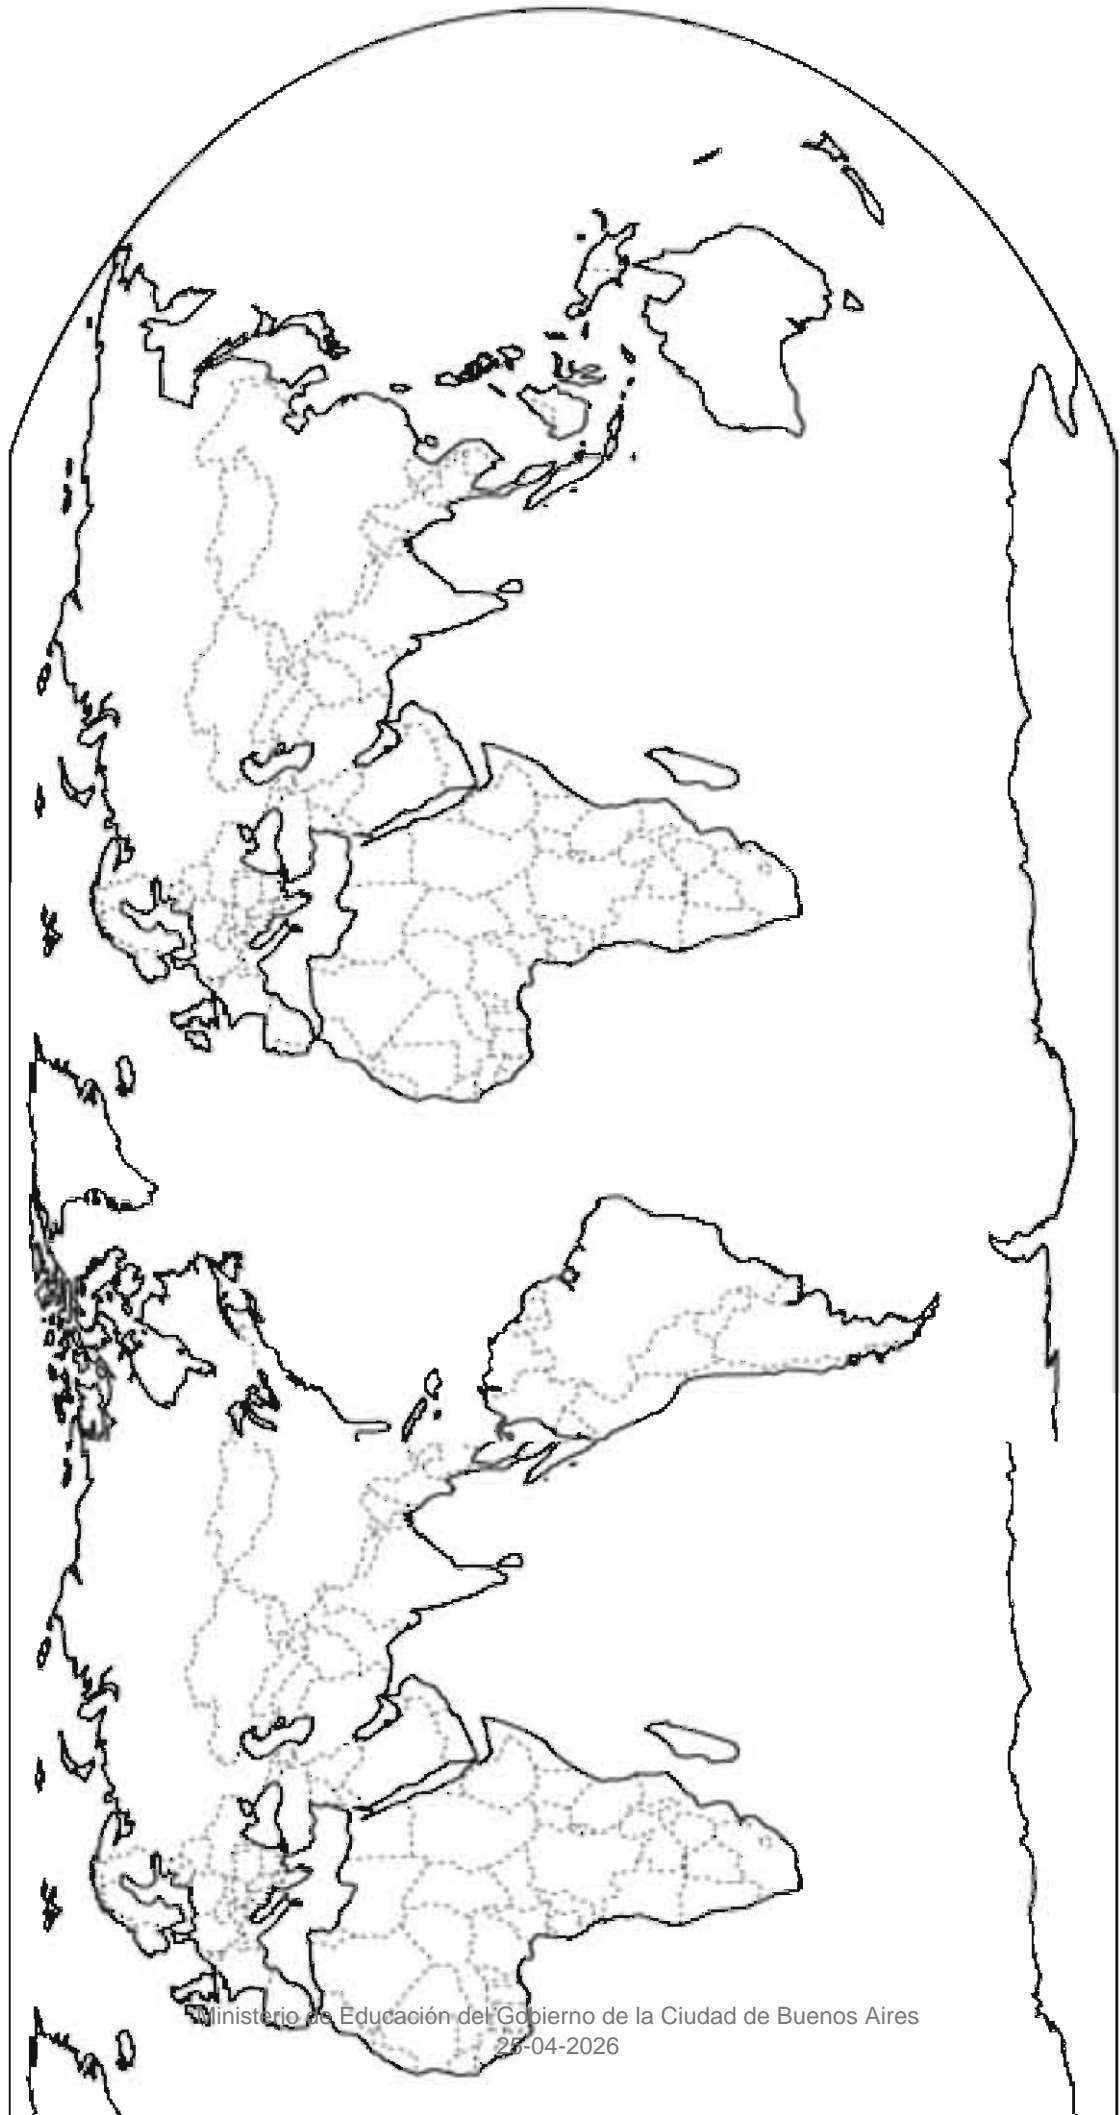 Ministerio de Educación del Gobierno de la Ciudad de Buenos Aires
25-04-2026